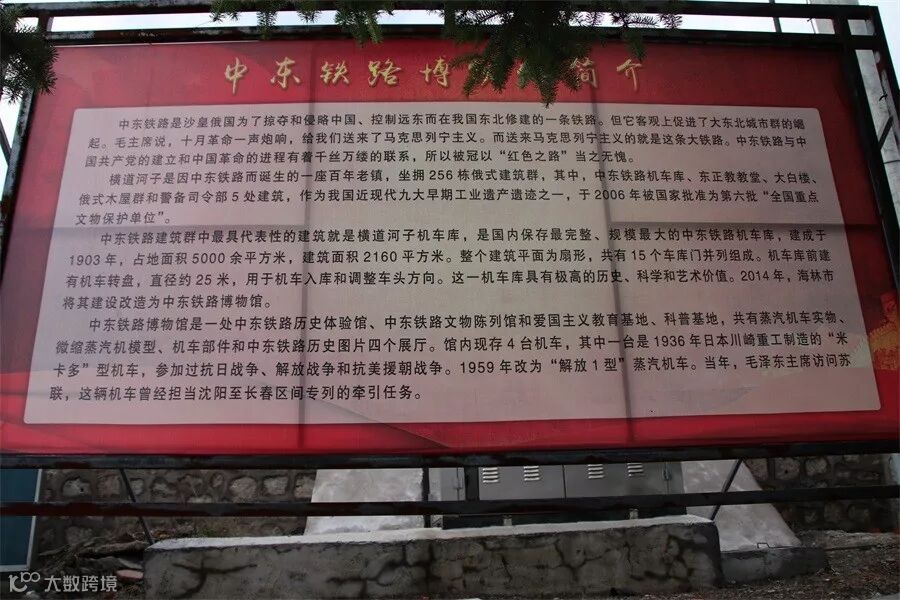 中东铁路博 简介
中东铁路是沙皇俄国为了掠夺和侵略中国、控制远东而在我国东北修建的一条铁路。但它客观上促进了大东北城市群的崛
起。毛主席说，十月革命一声炮响，给我们送来了马克思列宁主义。而送来马克思列宁主义的就是这条大铁路。中东铁路与中
国共产党的建立和中国革命的进程有着千丝万缕的联系，所以被冠以“红色之路”当之无愧。
横道河子是因中东铁路而诞生的一座百年老镇，坐拥256栋俄式建筑群，其中，中东铁路机车库、东正教教堂、大白楼、
俄式木屋群和警备司令部5处建筑，作为我国近现代九大早期工业遗产遗迹之一，于2006年被国家批准为第六批“全国重点
文物保护单位”。
中东铁路建筑群中最具代表性的建筑就是横道河子机车库，是国内保存最完整、规模最大的中东铁路机车库，建成于
1903年，占地面积5000余平方米，建筑面积2160平方米。整个建筑平面为扇形，共有15个车库门并列组成。机车库前建
有机车转盘，直径约25米，用于机车入库和调整车头方向。这一机车库具有极高的历史、科学和艺术价值。2014年，海林市
将其建设改造为中东铁路博物馆。
中东铁路博物馆是一处中东铁路历史体验馆、中东铁路文物陈列馆和爱国主义教育基地、科普基地，共有蒸汽机车实物、
微缩蒸汽机模型、机车部件和中东铁路历史图片四个展厅。馆内现存4台机车，其中一台是1936年日本川崎重工制造的“米
卡多”型机车，参加过抗日战争、解放战争和抗美援朝战争。1959年改为“解放1型”蒸汽机车。当年，毛泽东主席访问苏
联，这辆机车曾经担当沈阳至长春区间专列的牵引任务。
大数跨境